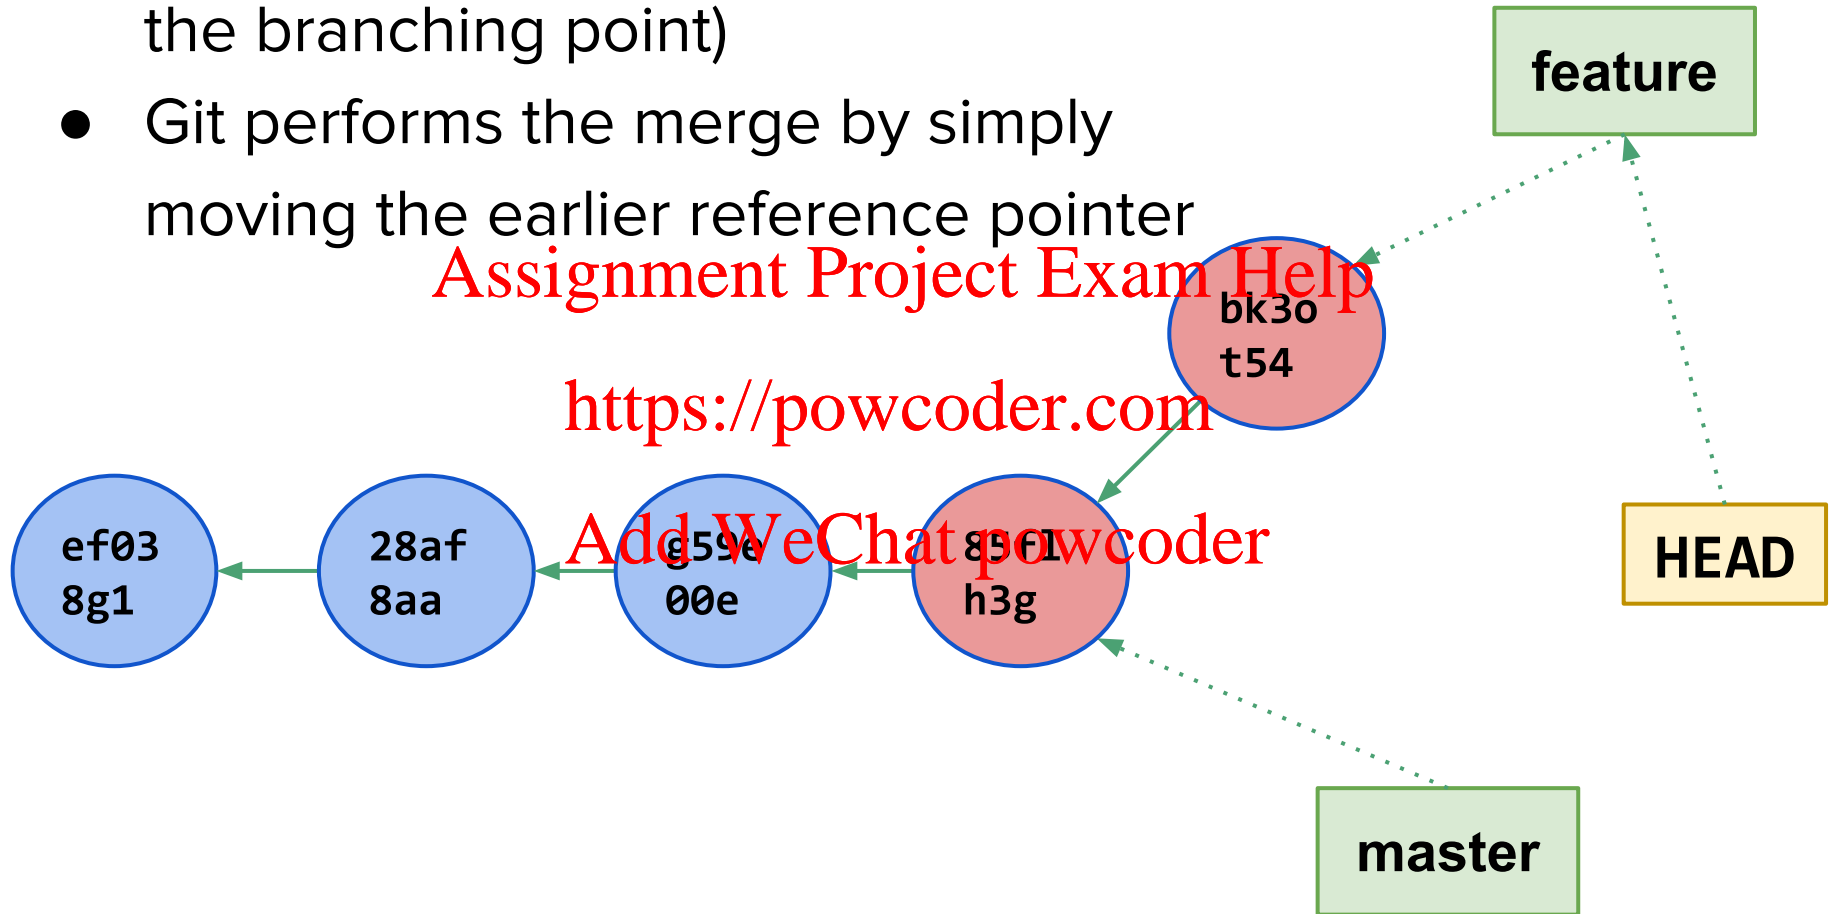 the branching point)
● Git performs the merge by simply
moving the earlier reference pointer
feature
Assignment Project Exam Help
bk3o
t54
https://powcoder.com
Add WeChat powcoder
ef03
8g1
28af
8aa
g59e
00e
85f1
h3g
HEAD
master